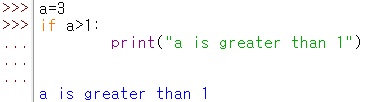 >>> a=3
>>> if a>1:
...         print("a is greater than 1")
...
...
a is greater than 1